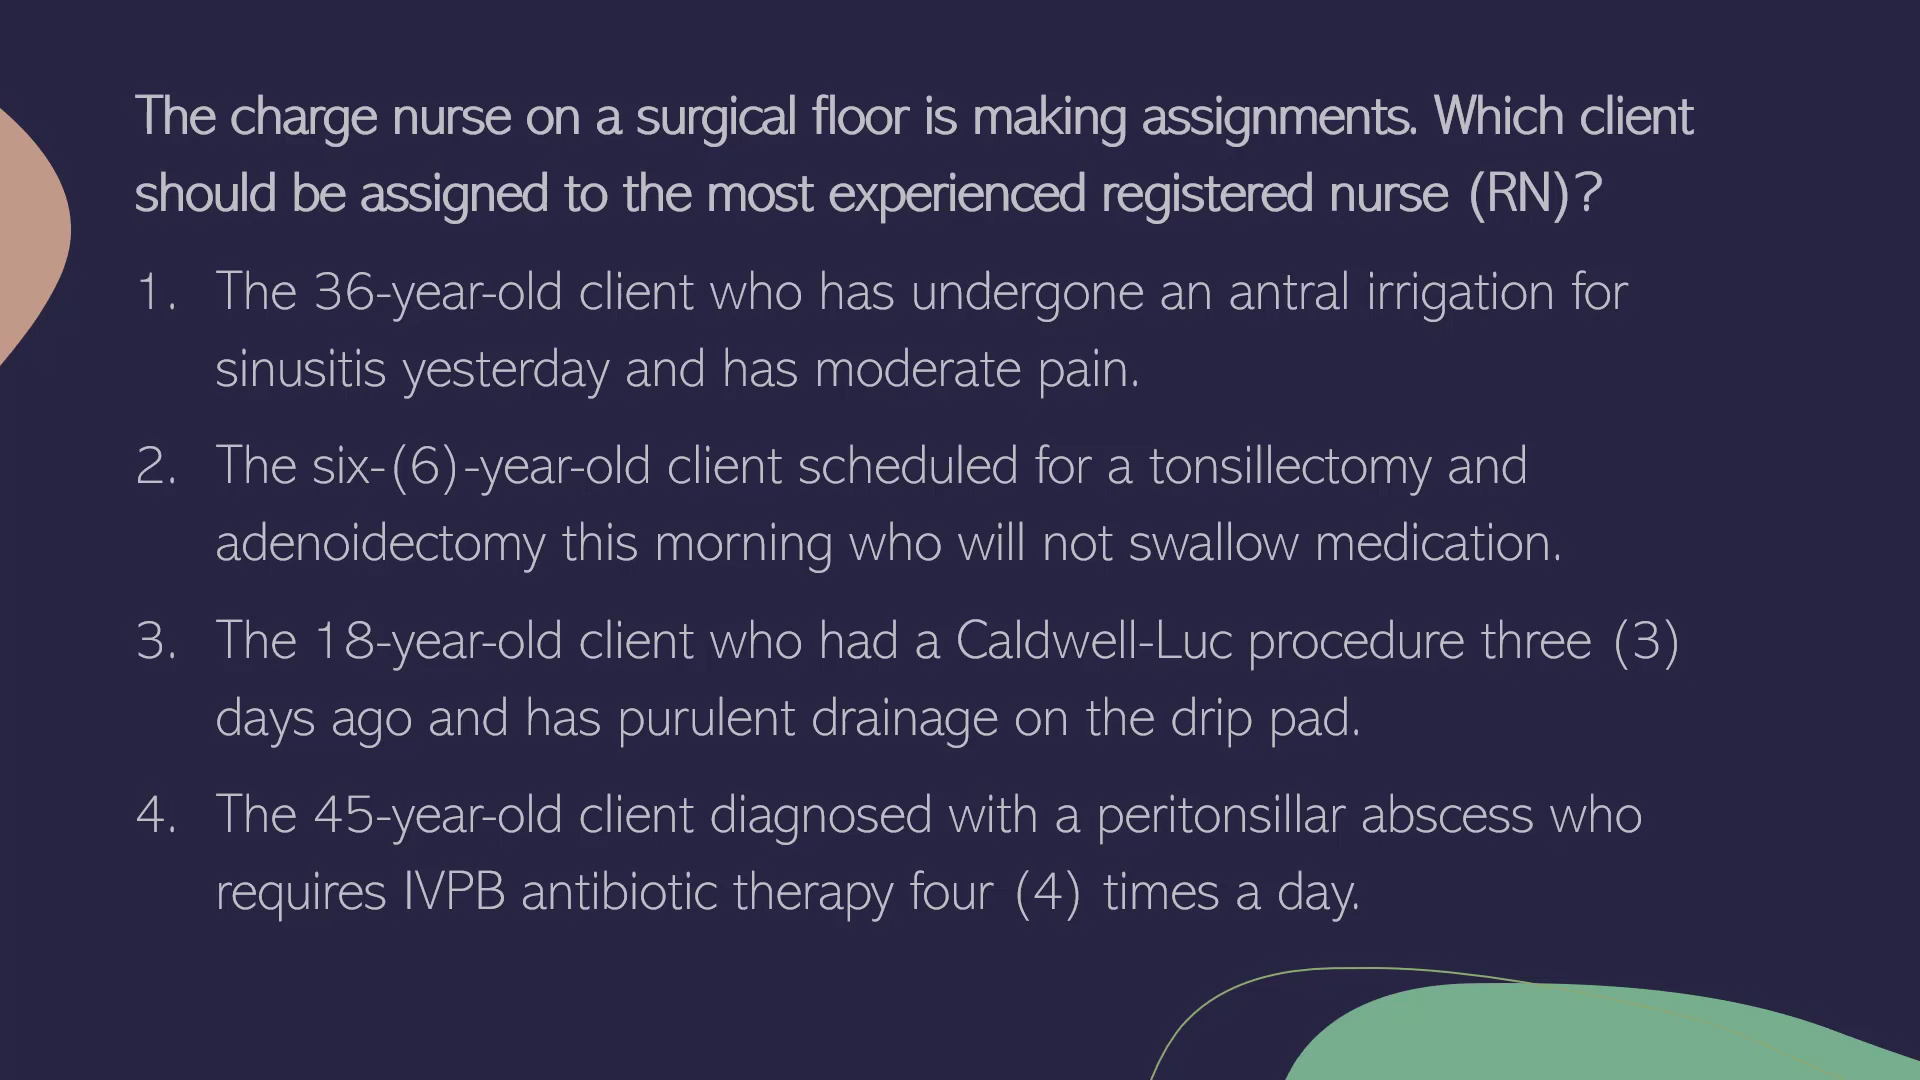 The charge nurse on a surgical floor is making assignments. Which client
should be assigned to the most experienced registered nurse (RN)?
1. The 36-year-old client who has undergone an antral irrigation for
sinusitis yesterday and has moderate pain.
2. The six-(6)-year-old client scheduled for a tonsillectomy and
adenoidectomy this morning who will not swallow medication.
3. The 18-year-old client who had a Caldwell-Luc procedure three (3)
days ago and has purulent drainage on the drip pad.
4. The 45-year-old client diagnosed with a peritonsillar abscess who
requires IVPB antibiotic therapy four (4) times a day.